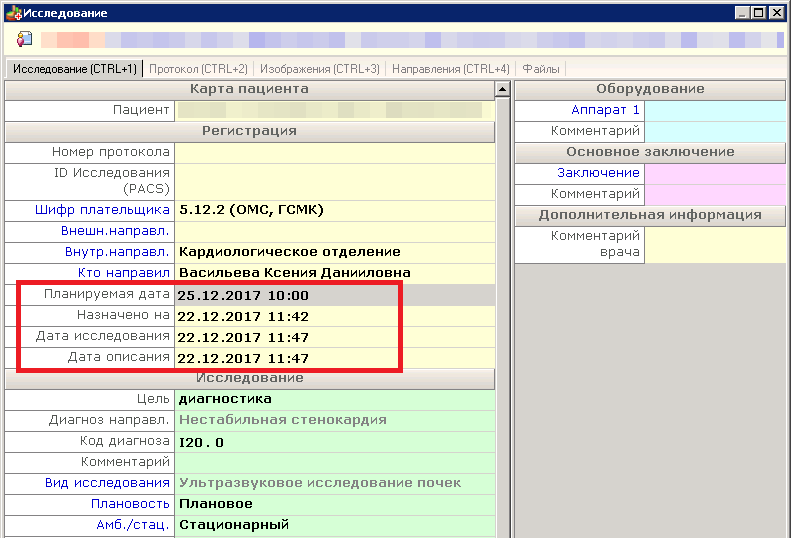 Исследование
Исследование (CTRL+1) Протокол (CTRL+2) Изображения (CTRL+3) Направления (CTRL+4) Файлы
Карта пациента
Пациент
Регистрация
Номер протокола
ID Исследования
(PACS)
Шифр плательщика 5.12.2 (ОМС, ГСМК)
Внешн.направл.
Внутр.направл. Кардиологическое отделение
Кто направил Васильева Ксения Данииловна
Планируемая дата 25.12.2017 10:00
Назначено на 22.12.2017 11:42
Дата исследования 22.12.2017 11:47
Дата описания 22.12.2017 11:47
Исследование
Цель диагностика
Диагноз направл. Нестабильная стенокардия
Код диагноза I20.0
Комментарий
Вид исследования Ультразвуковое исследование почек
Плановость Плановое
Амб./стац. Стационарный
Оборудование
Аппарат 1
Комментарий
Основное заключение
Заключение
Комментарий
Дополнительная информация
Комментарий
врача